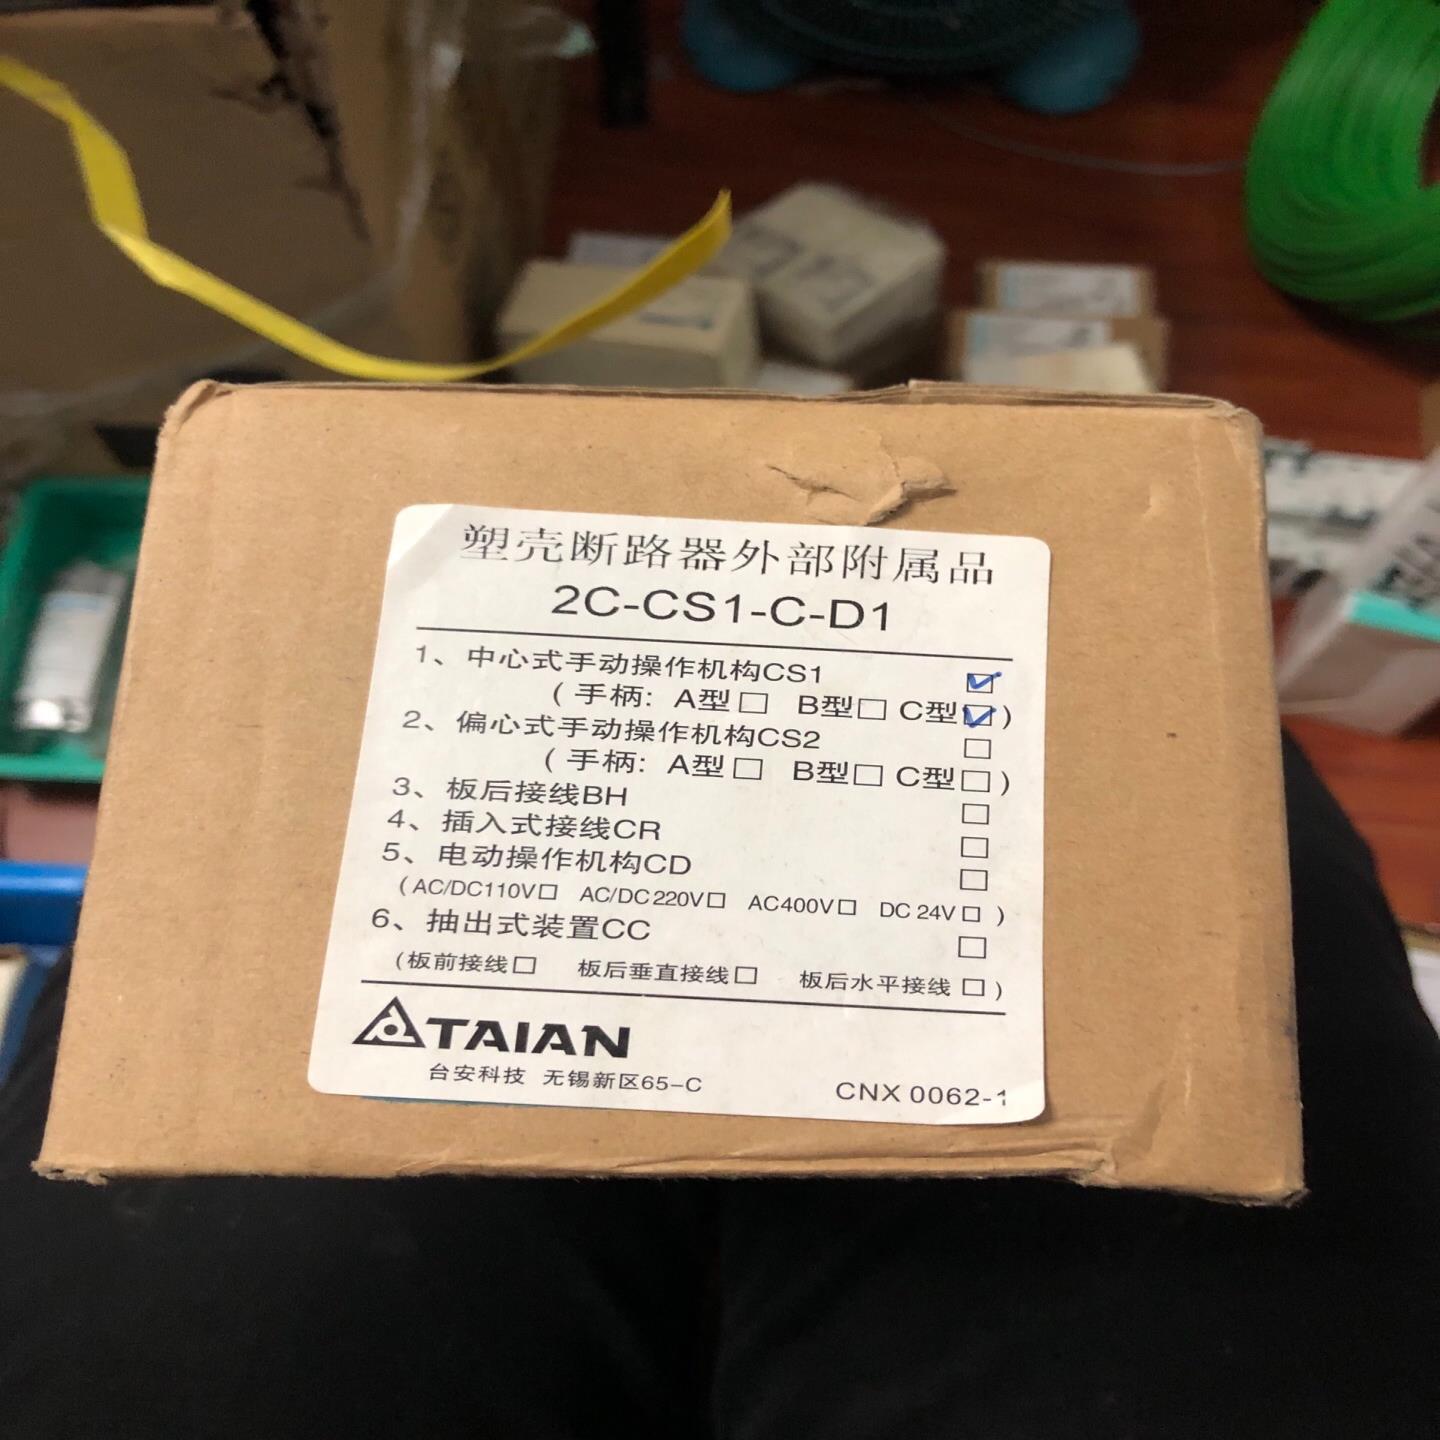 塑壳断路器外部附属品
2C-CS1-C-D1
1、中心式手动操作机构CS1 ☑
(手柄: A型□ B型□ C型☑)
2、偏心式手动操作机构CS2 □
(手柄: A型□ B型□ C型□)
3、板后接线BH □
4、插入式接线CR □
5、电动操作机构CD □
(AC/DC110V□ AC/DC220V□ AC400V□ DC 24V□)
6、抽出式装置CC □
(板前接线□ 板后垂直接线□ 板后水平接线□)
TAIAN
台安科技 无锡新区65-C
CNX 0062-1